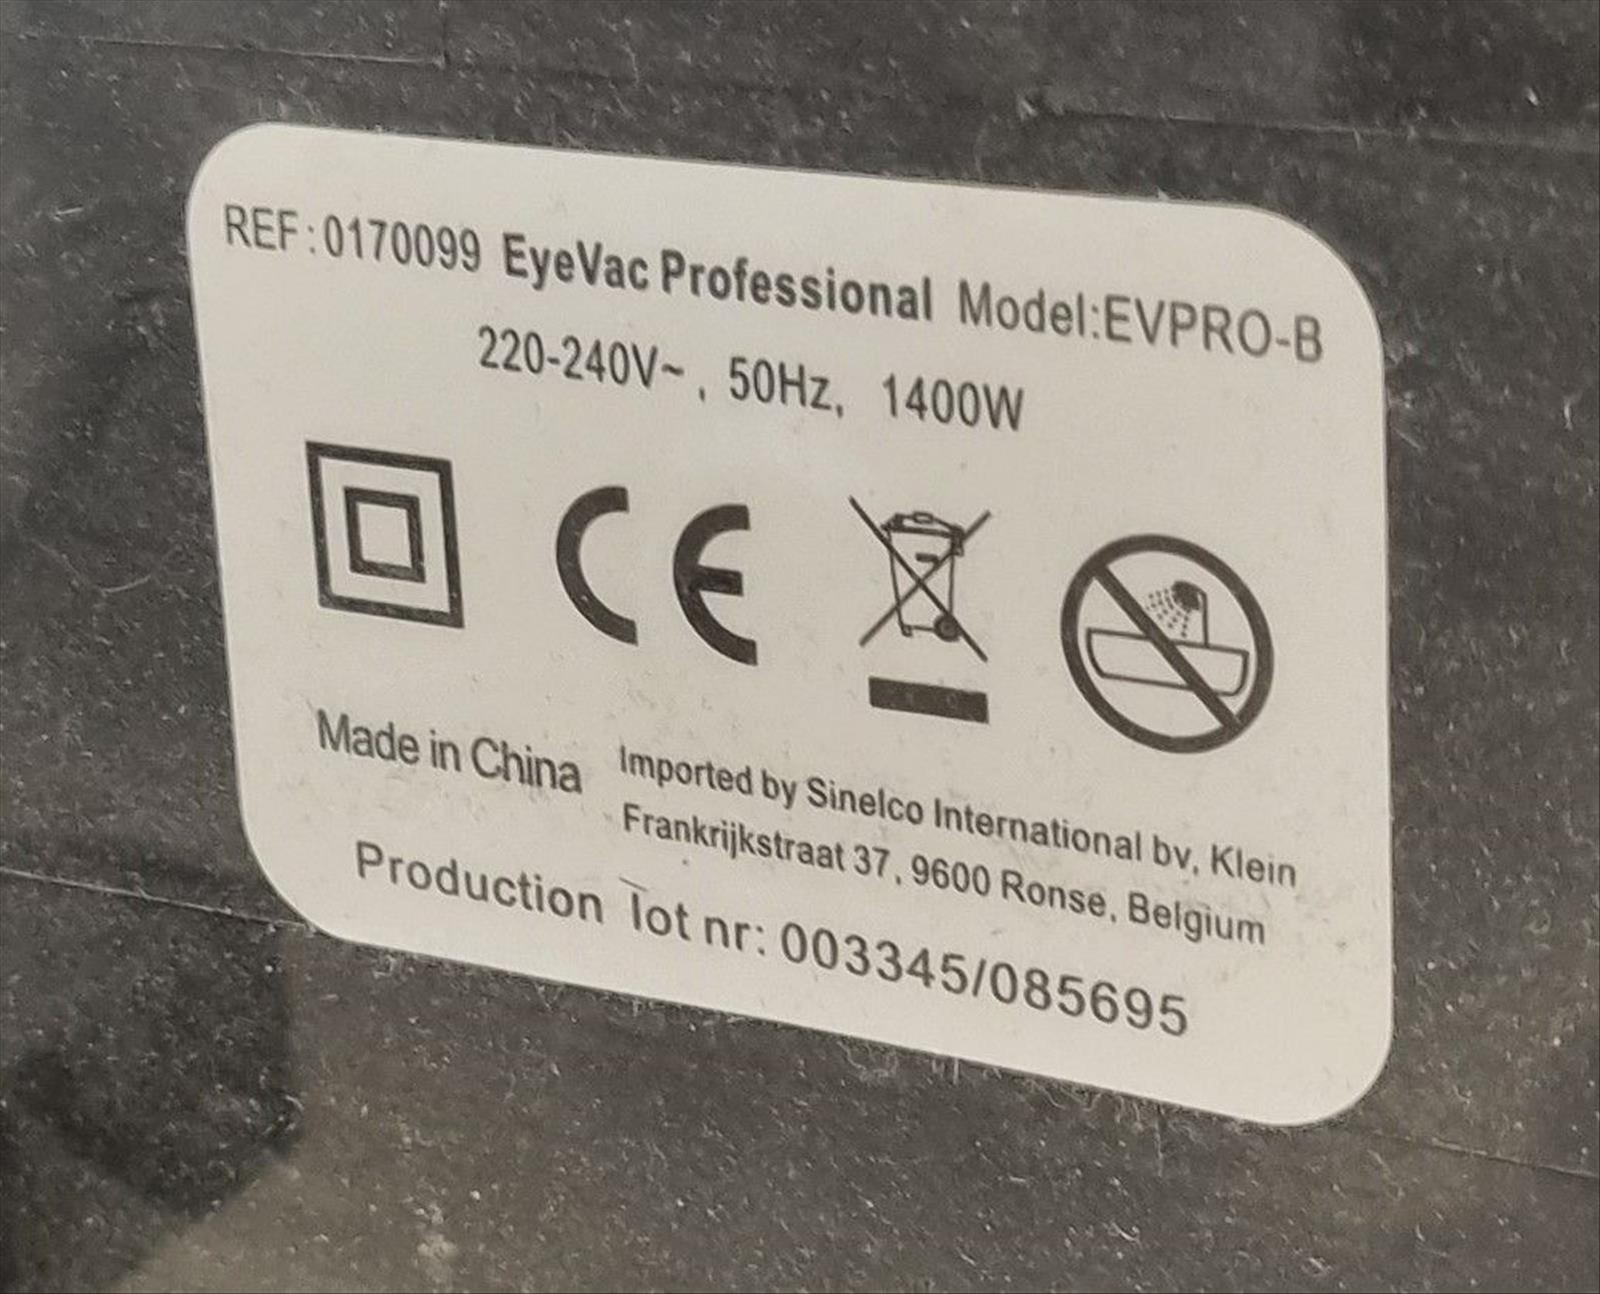 REF:0170099 EyeVac Professional Model:EVPRO-B
220-240V~, 50Hz, 1400W
CE
Made in China
Imported by Sinelco International bv, Klein
Frankrijkstraat 37, 9600 Ronse, Belgium
Production lot nr: 003345/085695